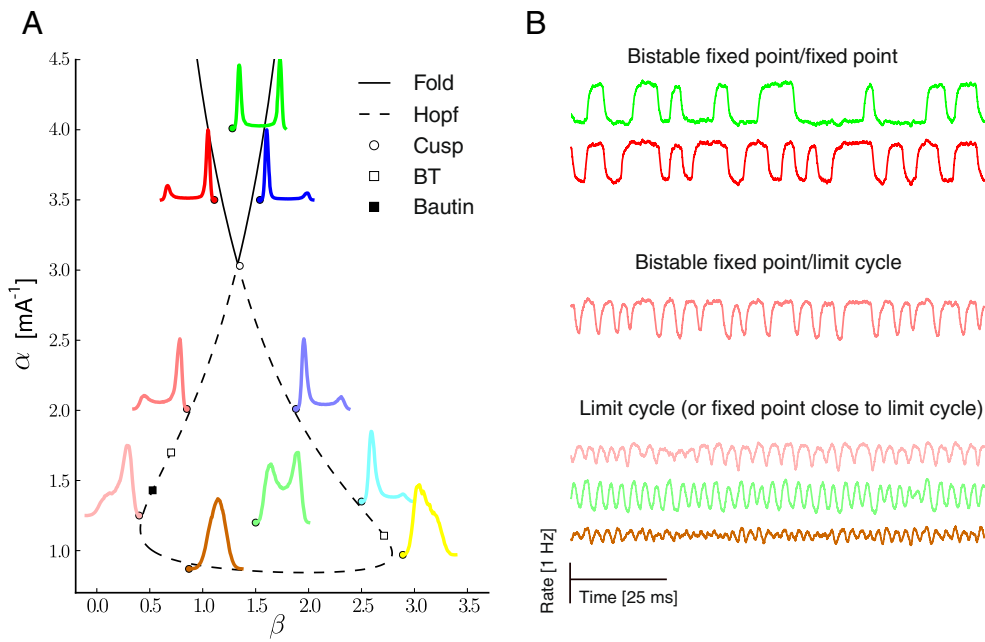 A
B
4.5
4.0
3.5
3.0
2.5
2.0
1.5
1.0
α [mA⁻¹]
0.0 0.5 1.0 1.5 2.0 2.5 3.0 3.5
β
Fold
Hopf
Cusp
BT
Bautin
Bistable fixed point/fixed point
Bistable fixed point/limit cycle
Limit cycle (or fixed point close to limit cycle)
Rate [1 Hz]
Time [25 ms]